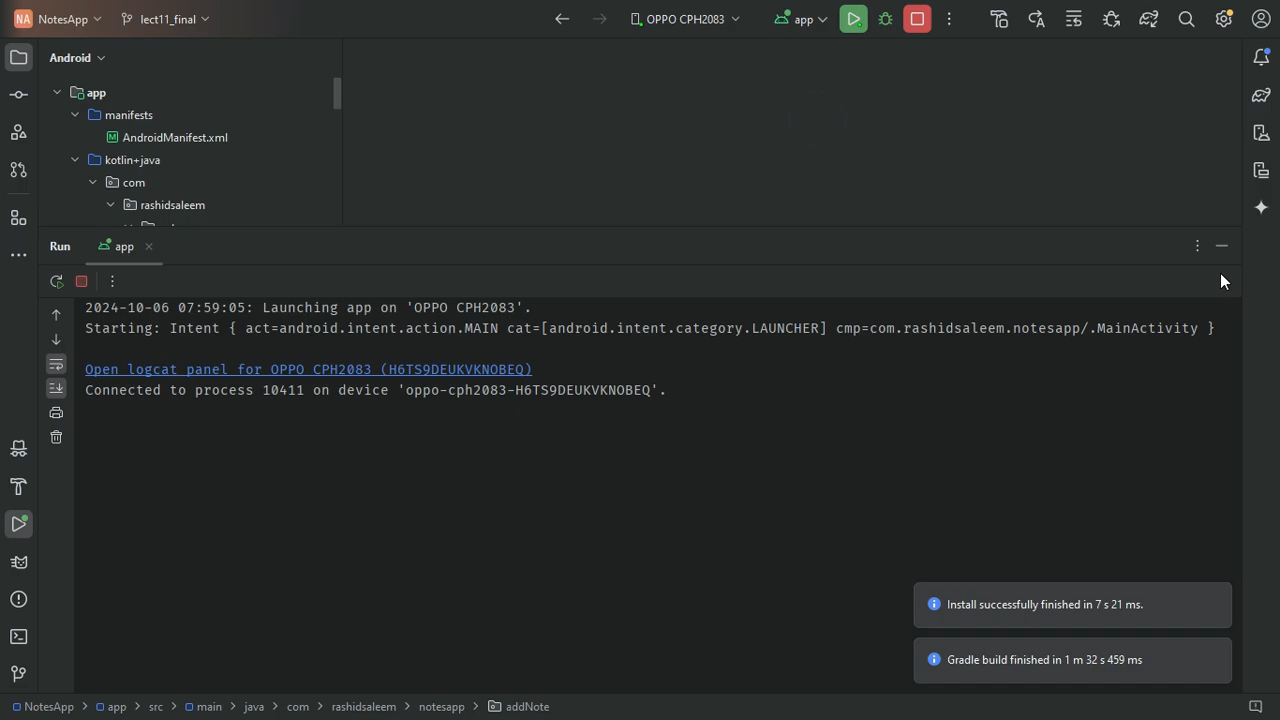 NA NotesApp lect11_final OPPO CPH2083 app
Android
app
manifests
M AndroidManifest.xml
kotlin+java
com
rashidsaleem
Run app
2024-10-06 07:59:05: Launching app on 'OPPO CPH2083'.
Starting: Intent { act=android.intent.action.MAIN cat=[android.intent.category.LAUNCHER] cmp=com.rashidsaleem.notesapp/.MainActivity }
Open logcat panel for OPPO CPH2083 (H6TS9DEUKVKNOBEQ)
Connected to process 10411 on device 'oppo-cph2083-H6TS9DEUKVKNOBEQ'.
Install successfully finished in 7 s 21 ms.
Gradle build finished in 1 m 32 s 459 ms
NotesApp > app > src > main > java > com > rashidsaleem > notesapp > addNote